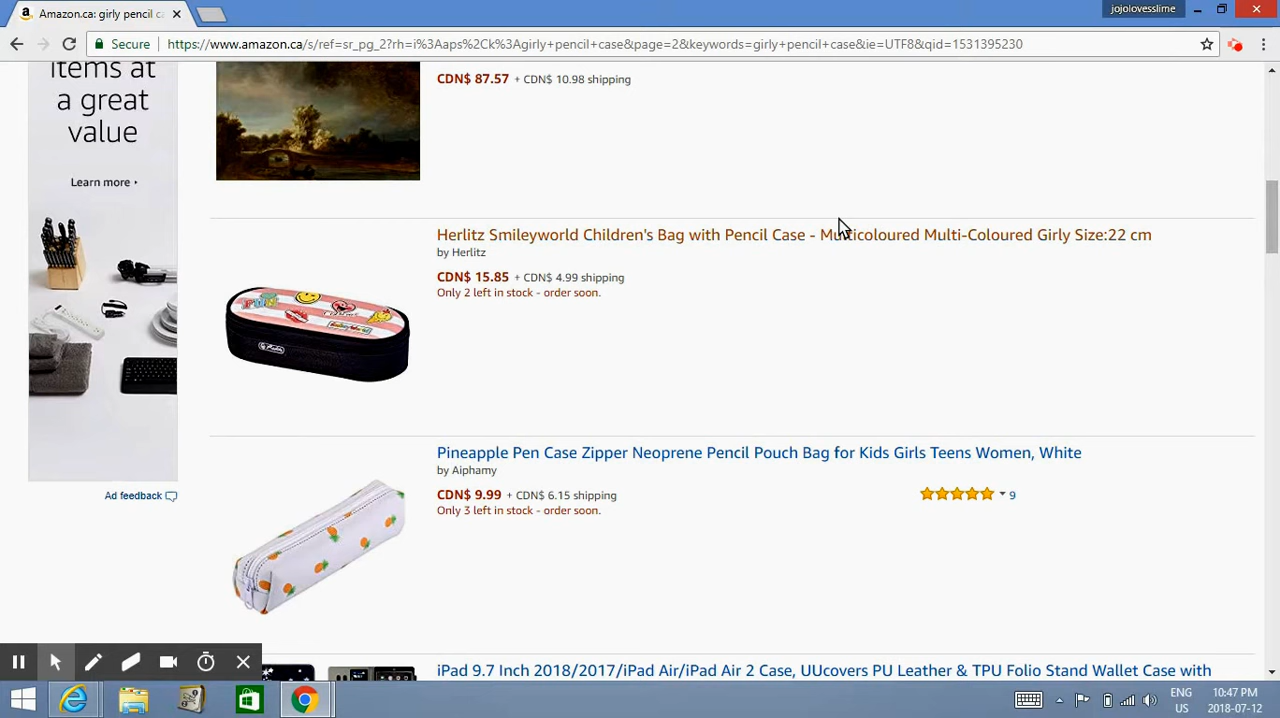 Amazon.ca: girly pencil ca
jojolovesslime
Secure
https://www.amazon.ca/s/ref=sr_pg_2?rh=i%3Aaps%2Ck%3Agirly+pencil+case&page=2&keywords=girly+pencil+case&ie=UTF8&qid=1531395230
items at
a great
value
Learn more
Ad feedback
CDN$ 87.57 + CDN$ 10.98 shipping
Herlitz Smileyworld Children's Bag with Pencil Case - Multicoloured Multi-Coloured Girly Size:22 cm
by Herlitz
CDN$ 15.85 + CDN$ 4.99 shipping
Only 2 left in stock - order soon.
Pineapple Pen Case Zipper Neoprene Pencil Pouch Bag for Kids Girls Teens Women, White
by Aiphamy
CDN$ 9.99 + CDN$ 6.15 shipping
Only 3 left in stock - order soon.
9
iPad 9.7 Inch 2018/2017/iPad Air/iPad Air 2 Case, UUcovers PU Leather & TPU Folio Stand Wallet Case with
ENG
US
10:47 PM
2018-07-12